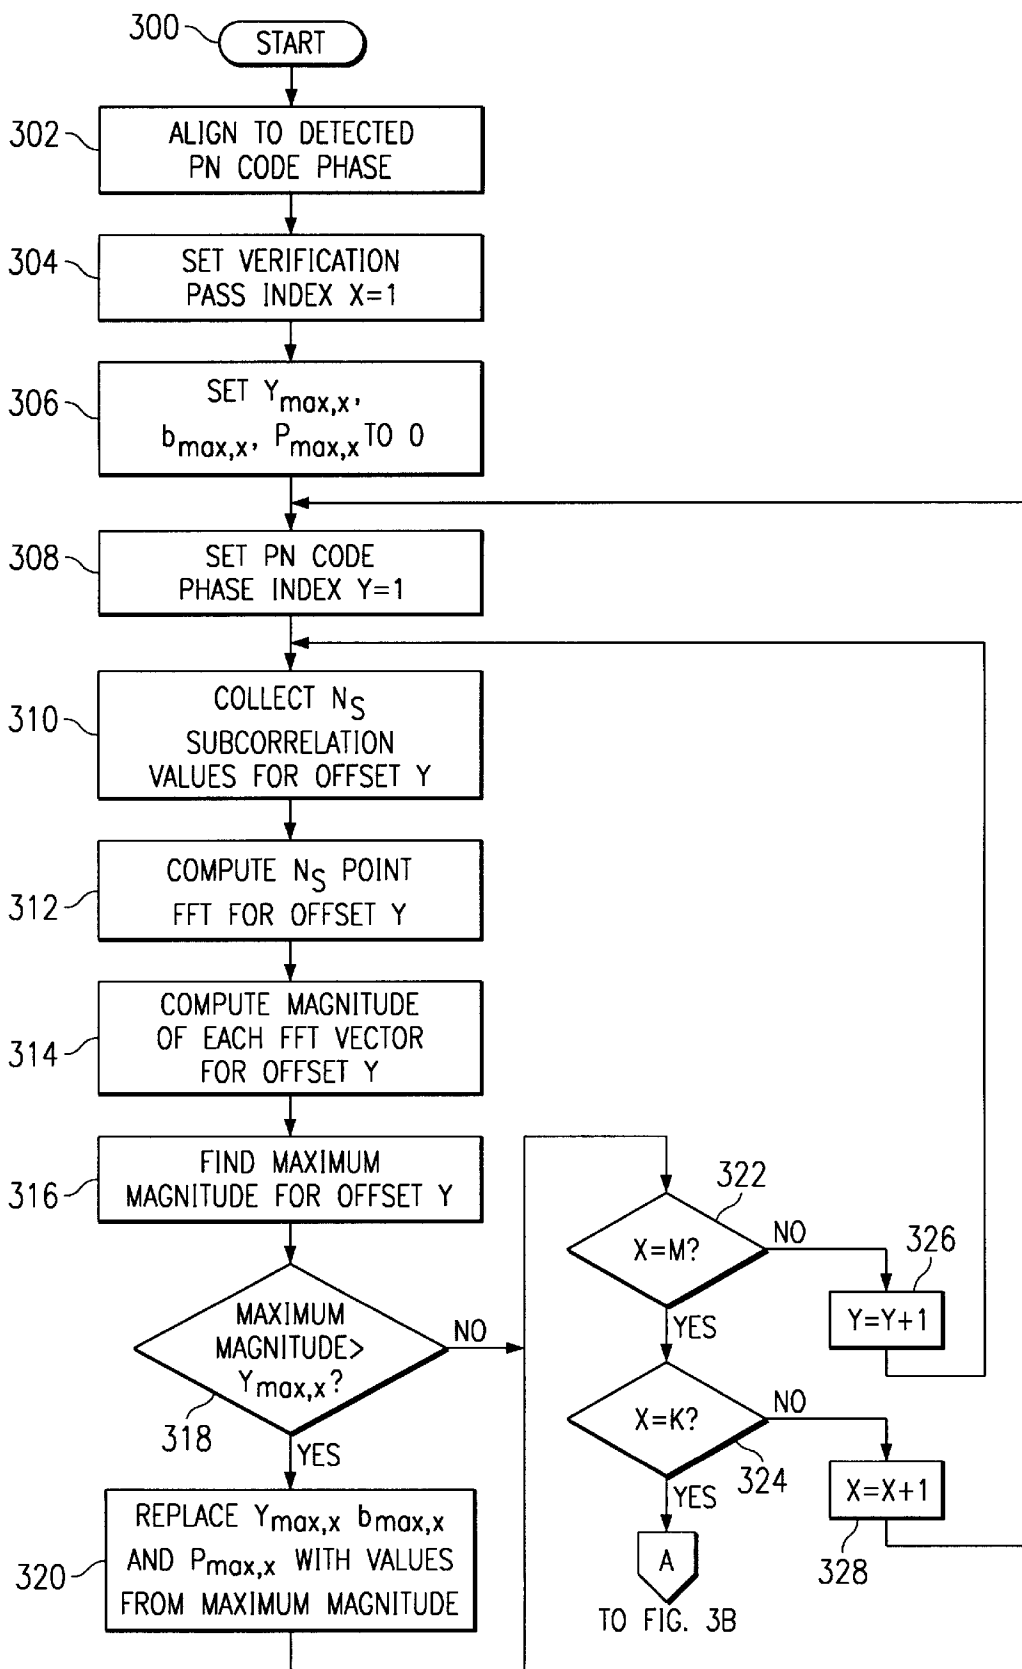 300
START
302
ALIGN TO DETECTED
PN CODE PHASE
304
SET VERIFICATION
PASS INDEX X=1
306
SET Ymax,x,
bmax,x, Pmax,x TO 0
308
SET PN CODE
PHASE INDEX Y=1
310
COLLECT NS
SUBCORRELATION
VALUES FOR OFFSET Y
312
COMPUTE NS POINT
FFT FOR OFFSET Y
314
COMPUTE MAGNITUDE
OF EACH FFT VECTOR
FOR OFFSET Y
316
FIND MAXIMUM
MAGNITUDE FOR OFFSET Y
MAXIMUM
MAGNITUDE>
Ymax,x?
318
NO
YES
320
REPLACE Ymax,x bmax,x
AND Pmax,x WITH VALUES
FROM MAXIMUM MAGNITUDE
322
X=M?
NO
YES
326
Y=Y+1
X=K?
324
NO
YES
X=X+1
328
A
TO FIG. 3B